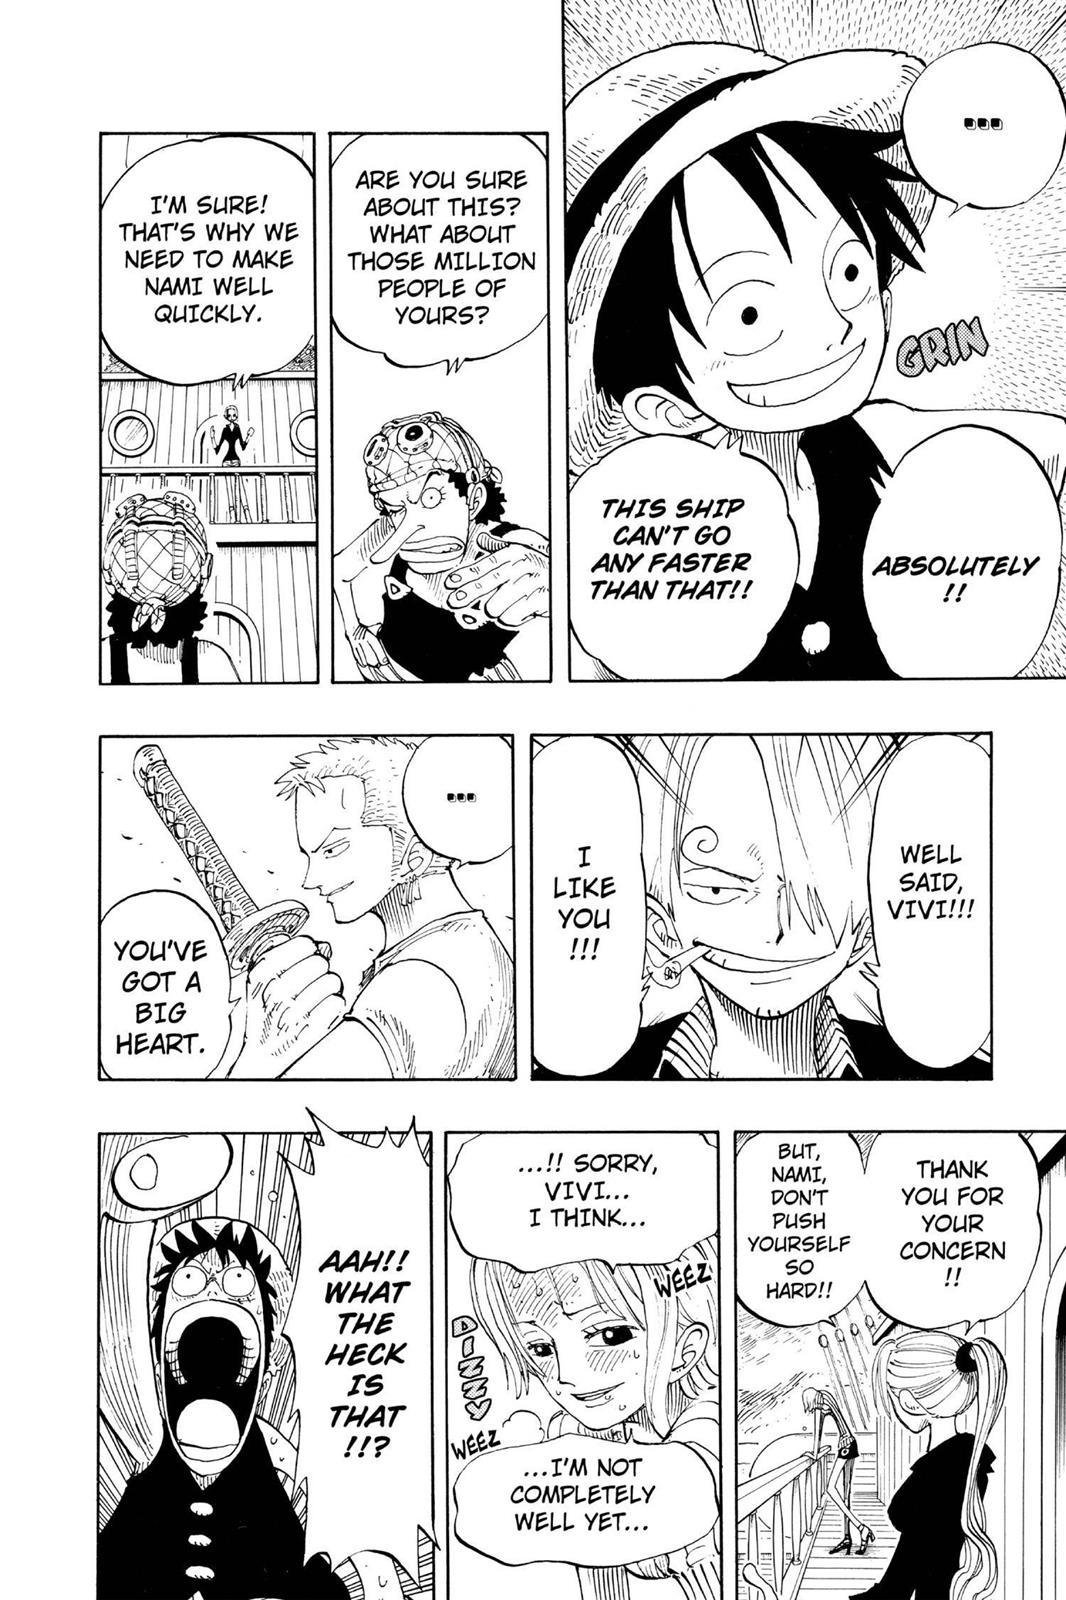 ...
ABSOLUTELY
!!
THIS SHIP
CAN'T GO
ANY FASTER
THAN THAT!!
GRIN
ARE YOU SURE
ABOUT THIS?
WHAT ABOUT
THOSE MILLION
PEOPLE OF
YOURS?
I'M SURE!
THAT'S WHY WE
NEED TO MAKE
NAMI WELL
QUICKLY.
WELL
SAID,
VIVI!!!
I
LIKE
YOU
!!!
...
YOU'VE
GOT A
BIG
HEART.
THANK
YOU FOR
YOUR
CONCERN
!!
BUT,
NAMI,
DON'T
PUSH
YOURSELF
SO
HARD!!
...!! SORRY,
VIVI...
I THINK...
WEEZ
DIZZY
WEEZ
...I'M NOT
COMPLETELY
WELL YET...
AAH!!
WHAT
THE
HECK
IS
THAT
!!?